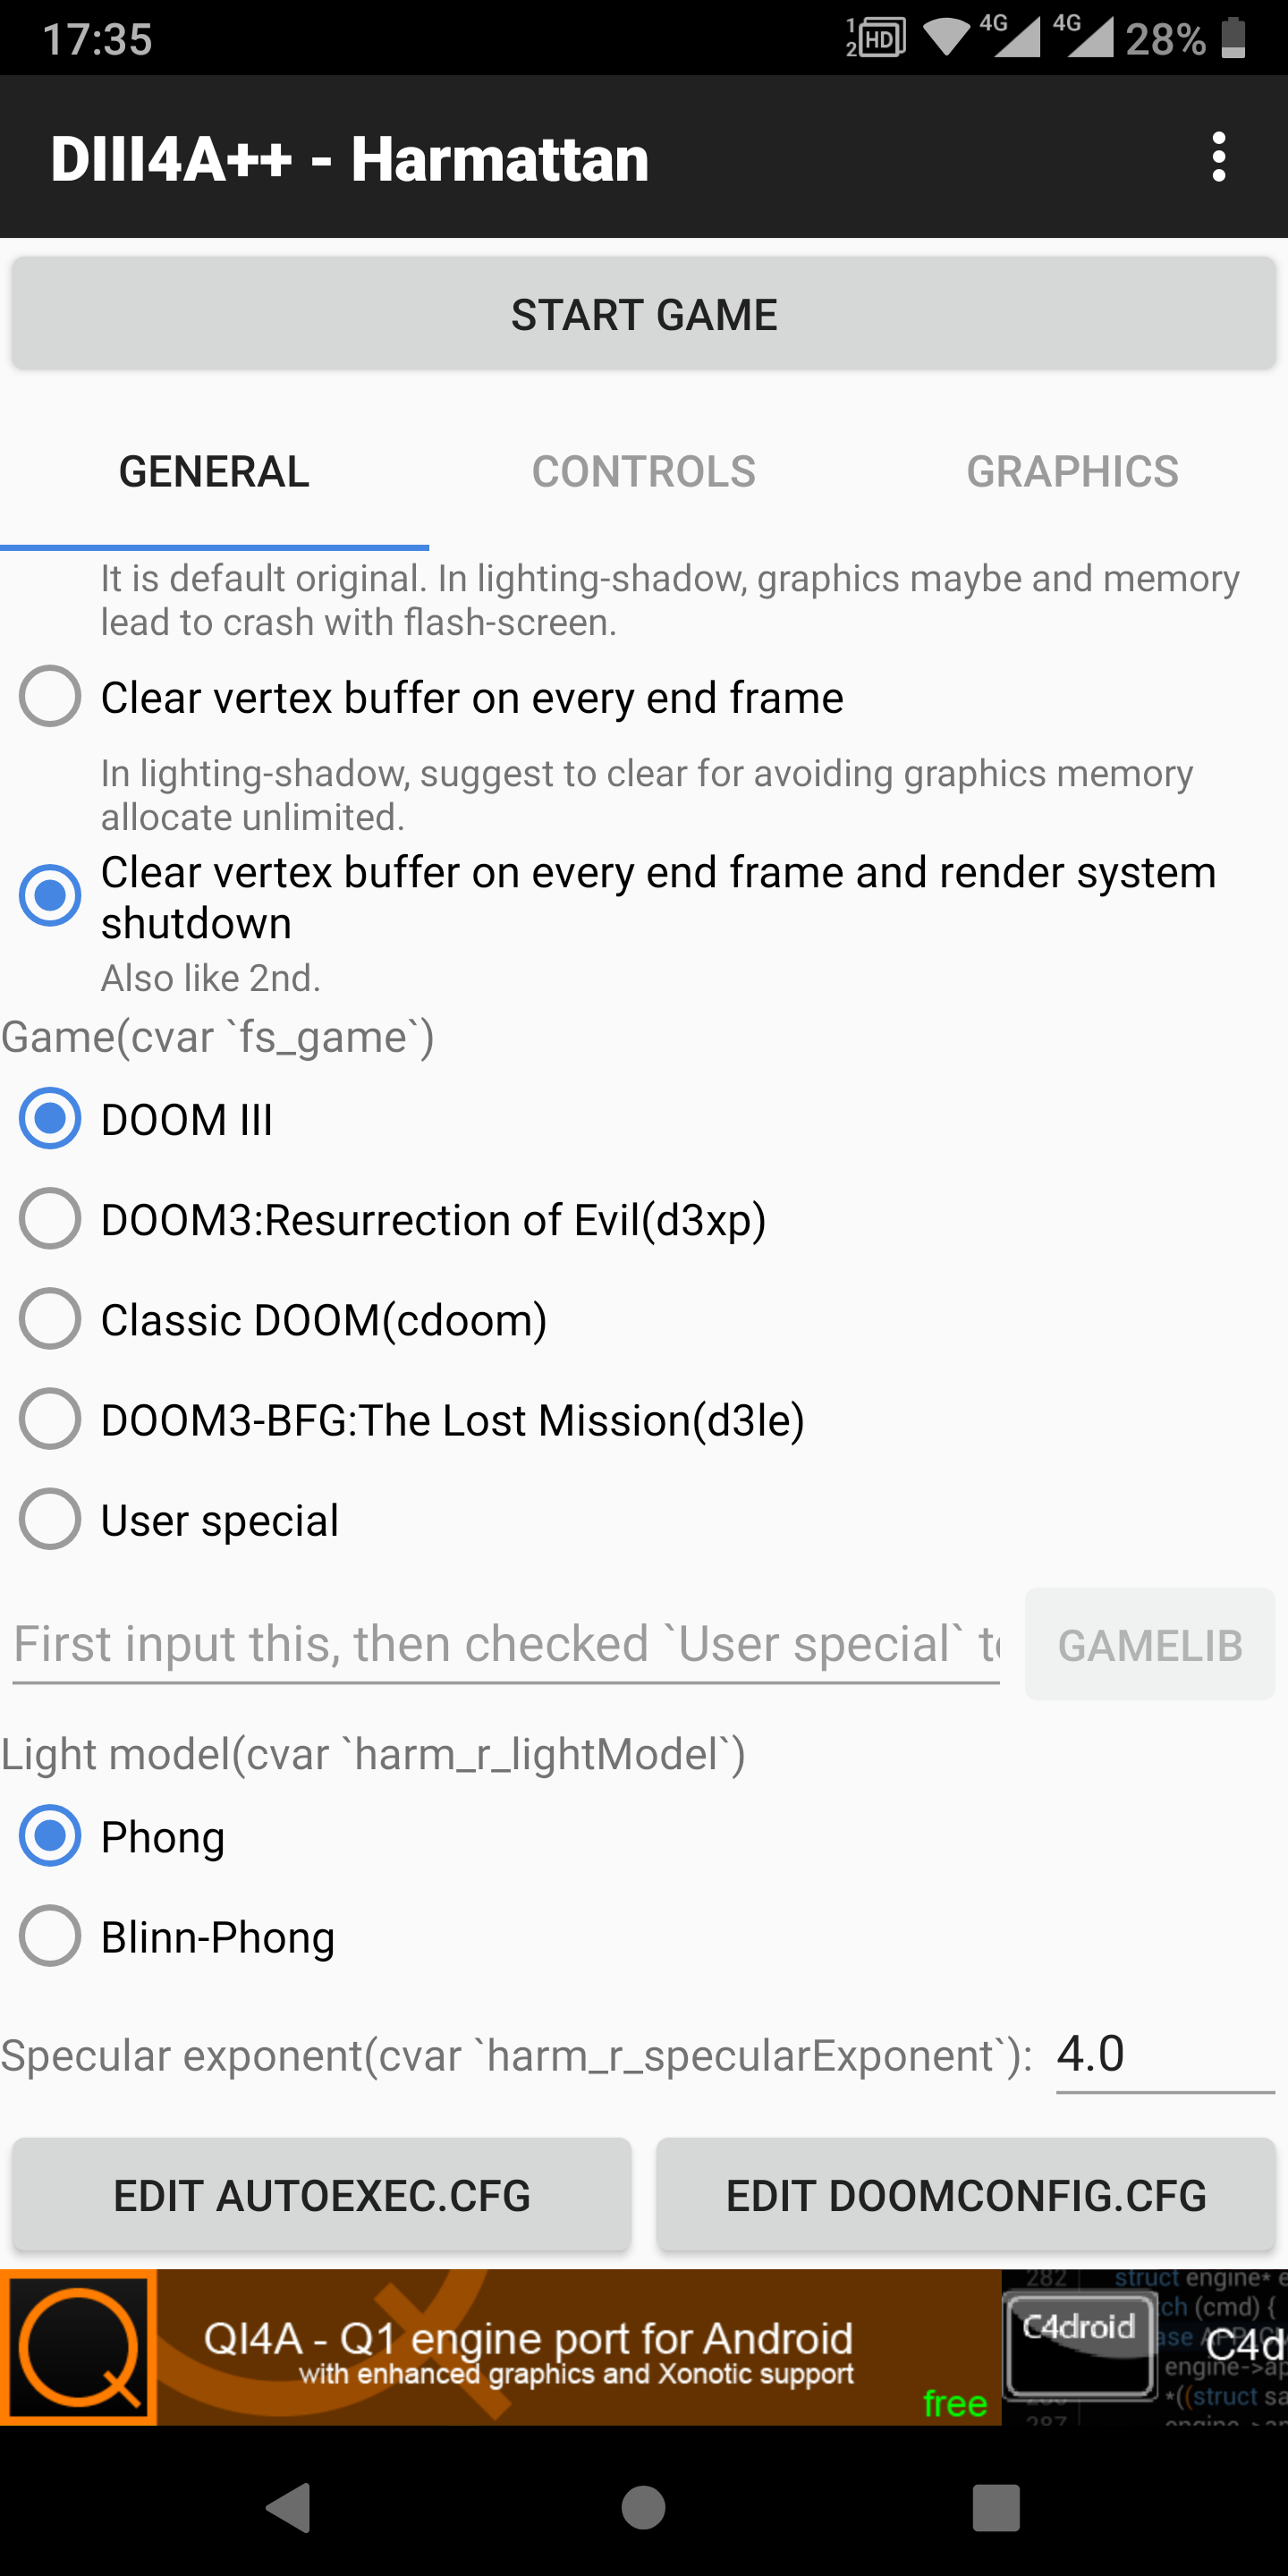 17:35
1 2 HD 4G 4G 28%
DIII4A++ - Harmattan
START GAME
GENERAL CONTROLS GRAPHICS
It is default original. In lighting-shadow, graphics maybe and memory
lead to crash with flash-screen.
Clear vertex buffer on every end frame
In lighting-shadow, suggest to clear for avoiding graphics memory
allocate unlimited.
Clear vertex buffer on every end frame and render system
shutdown
Also like 2nd.
Game(cvar `fs_game`)
DOOM III
DOOM3:Resurrection of Evil(d3xp)
Classic DOOM(cdoom)
DOOM3-BFG:The Lost Mission(d3le)
User special
First input this, then checked `User special` to GAMELIB
Light model(cvar `harm_r_lightModel`)
Phong
Blinn-Phong
Specular exponent(cvar `harm_r_specularExponent`): 4.0
EDIT AUTOEXEC.CFG EDIT DOOMCONFIG.CFG
QI4A - Q1 engine port for Android
with enhanced graphics and Xonotic support
free
C4droid
282 struct engine*
(cmd) {
C4d
*((struct
287